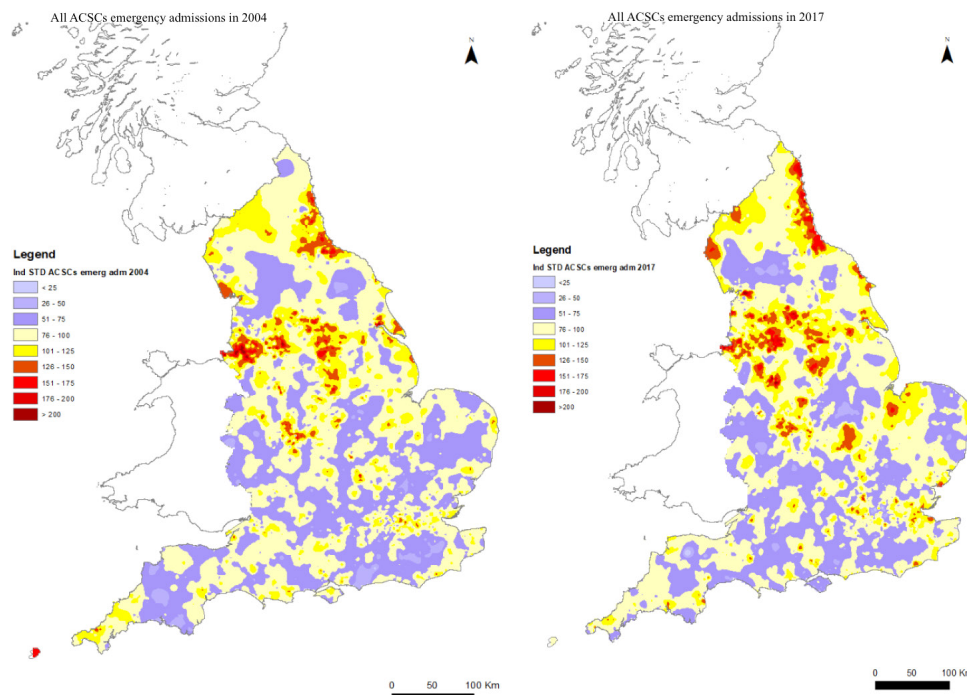 All ACSCs emergency admissions in 2004
N
Legend
Ind STD ACSCs emerg adm 2004
< 25
26 - 50
51 - 75
76 - 100
101 - 125
126 - 150
151 - 175
176 - 200
> 200
0 50 100 Km
All ACSCs emergency admissions in 2017
N
Legend
Ind STD ACSCs emerg adm 2017
< 25
26 - 50
51 - 75
76 - 100
101 - 125
126 - 150
151 - 175
176 - 200
>200
0 50 100 Km